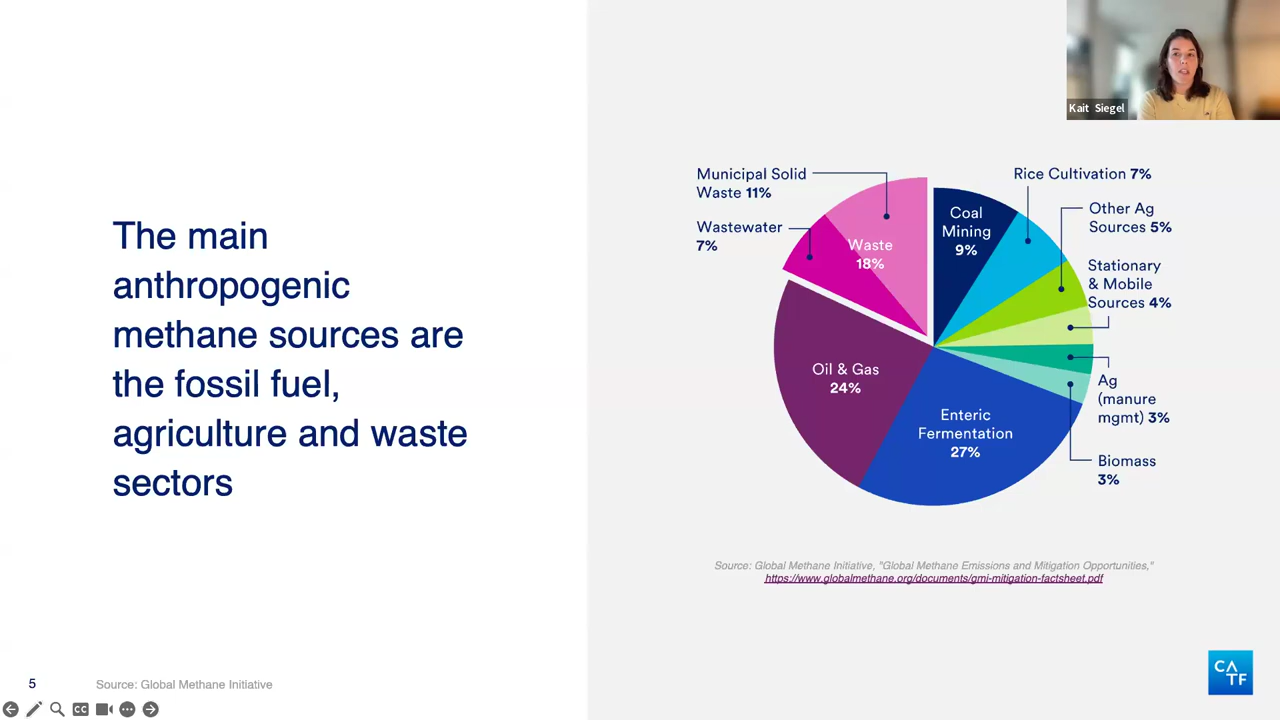 Kait Siegel
The main
anthropogenic
methane sources are
the fossil fuel,
agriculture and waste
sectors
Municipal Solid
Waste 11%
Wastewater
7%
Waste
18%
Coal
Mining
9%
Rice Cultivation 7%
Other Ag
Sources 5%
Stationary
& Mobile
Sources 4%
Ag
(manure
mgmt) 3%
Biomass
3%
Oil & Gas
24%
Enteric
Fermentation
27%
Source: Global Methane Initiative, "Global Methane Emissions and Mitigation Opportunities,"
https://www.globalmethane.org/documents/gmi-mitigation-factsheet.pdf
5
Source: Global Methane Initiative
CC
CATF